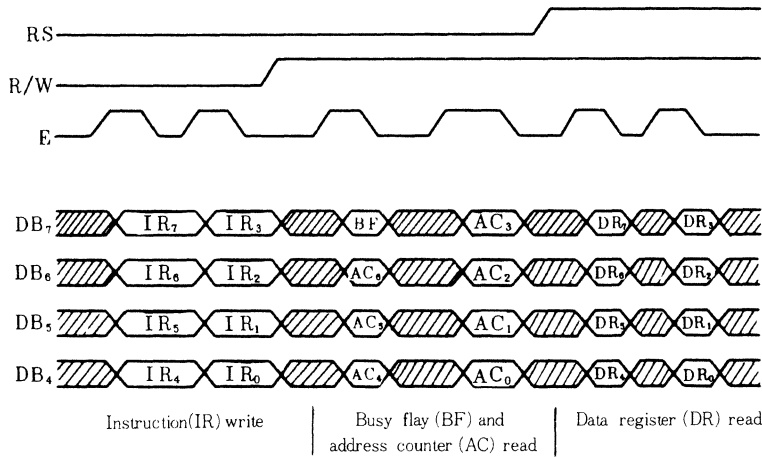 RS
R/W
E
DB₇ IR₇ IR₃ BF AC₃ DR₇ DR₃
DB₆ IR₆ IR₂ AC₆ AC₂ DR₆ DR₂
DB₅ IR₅ IR₁ AC₅ AC₁ DR₅ DR₁
DB₄ IR₄ IR₀ AC₄ AC₀ DR₄ DR₀
Instruction(IR) write
Busy flay (BF) and
address counter (AC) read
Data register (DR) read